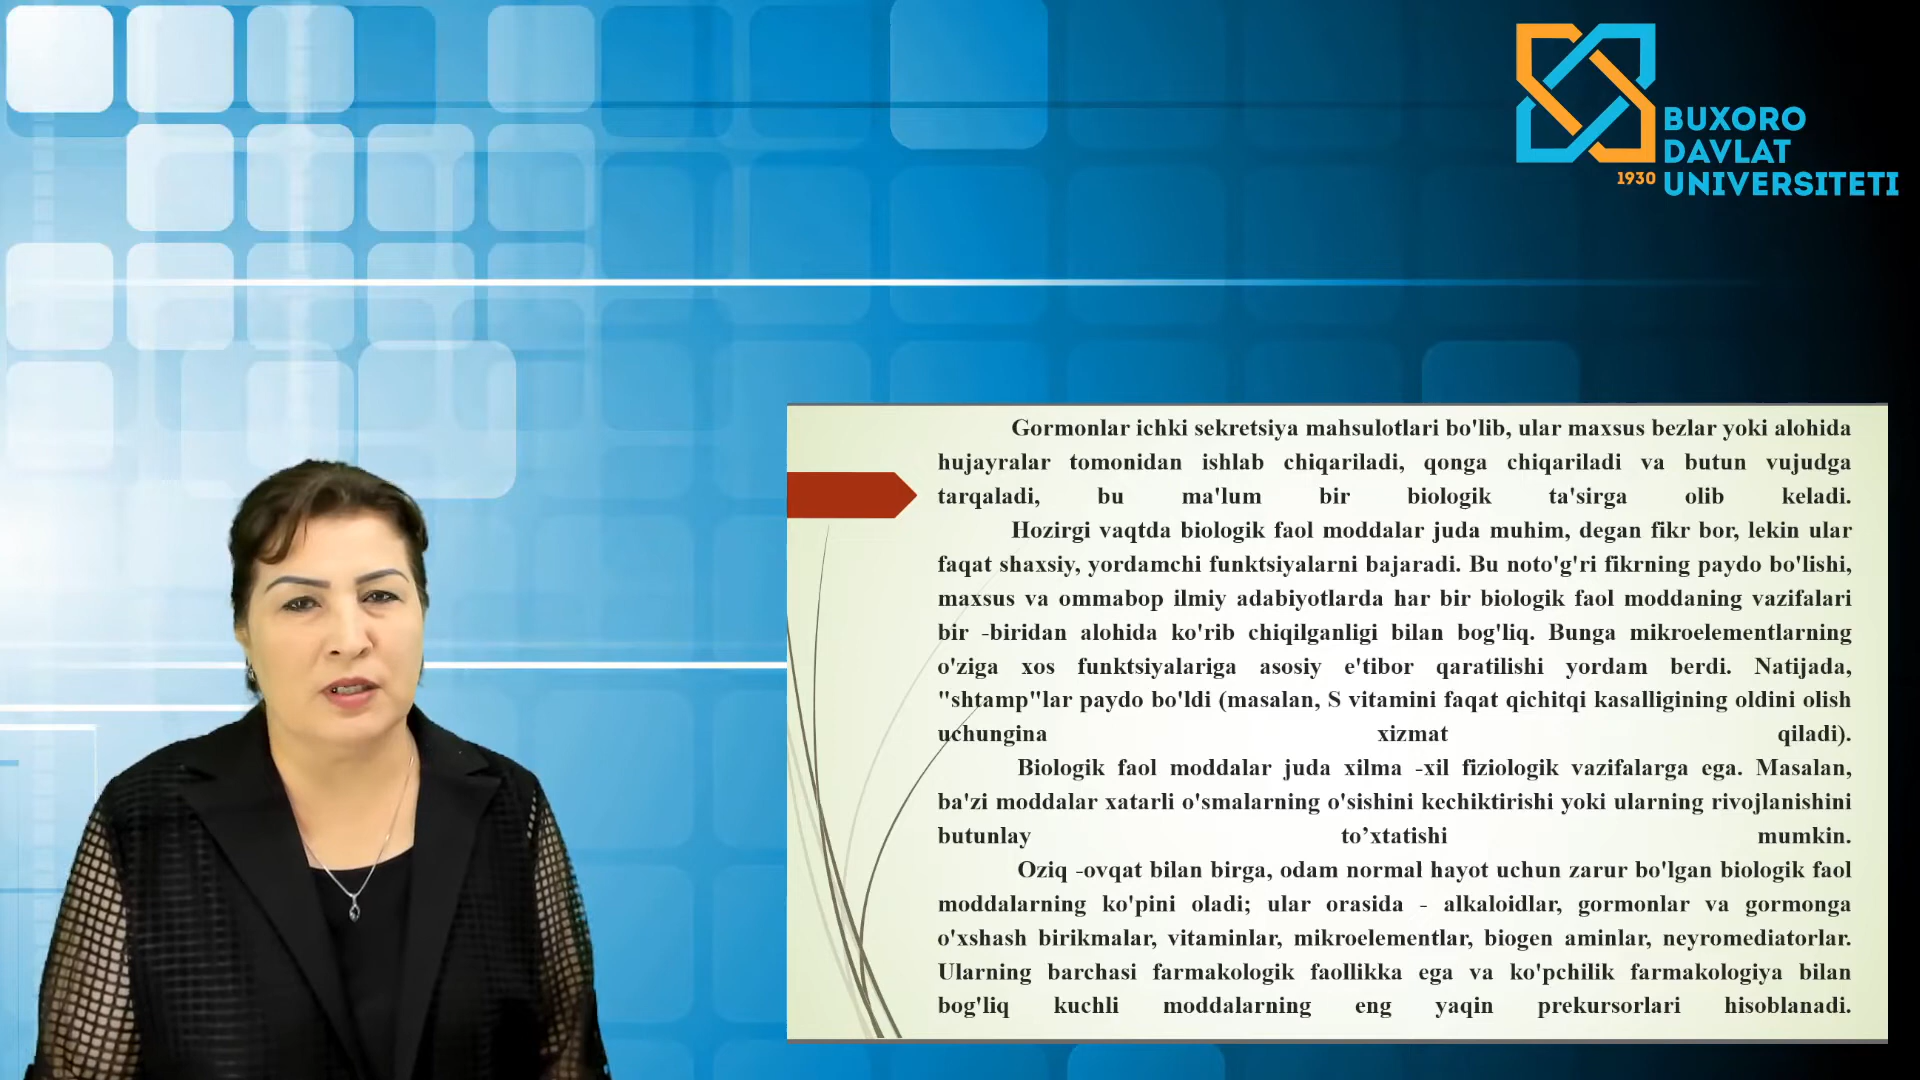 BUXORO
DAVLAT
1930 UNIVERSITETI
Gormonlar ichki sekretsiya mahsulotlari bo'lib, ular maxsus bezlar yoki alohida
hujayralar tomonidan ishlab chiqariladi, qonga chiqariladi va butun vujudga
tarqaladi, bu ma'lum bir biologik ta'sirga olib keladi.
Hozirgi vaqtda biologik faol moddalar juda muhim, degan fikr bor, lekin ular
faqat shaxsiy, yordamchi funktsiyalarni bajaradi. Bu noto'g'ri fikrning paydo bo'lishi,
maxsus va ommabop ilmiy adabiyotlarda har bir biologik faol moddaning vazifalari
bir -biridan alohida ko'rib chiqilganligi bilan bog'liq. Bunga mikroelementlarning
o'ziga xos funktsiyalariga asosiy e'tibor qaratilishi yordam berdi. Natijada,
"shtamp"lar paydo bo'ldi (masalan, S vitamini faqat qichitqi kasalligining oldini olish
uchungina xizmat qiladi).
Biologik faol moddalar juda xilma -xil fiziologik vazifalarga ega. Masalan,
ba'zi moddalar xatarli o'smalarning o'sishini kechiktirishi yoki ularning rivojlanishini
butunlay to’xtatishi mumkin.
Oziq -ovqat bilan birga, odam normal hayot uchun zarur bo'lgan biologik faol
moddalarning ko'pini oladi; ular orasida - alkaloidlar, gormonlar va gormonga
o'xshash birikmalar, vitaminlar, mikroelementlar, biogen aminlar, neyromediatorlar.
Ularning barchasi farmakologik faollikka ega va ko'pchilik farmakologiya bilan
bog'liq kuchli moddalarning eng yaqin prekursorlari hisoblanadi.